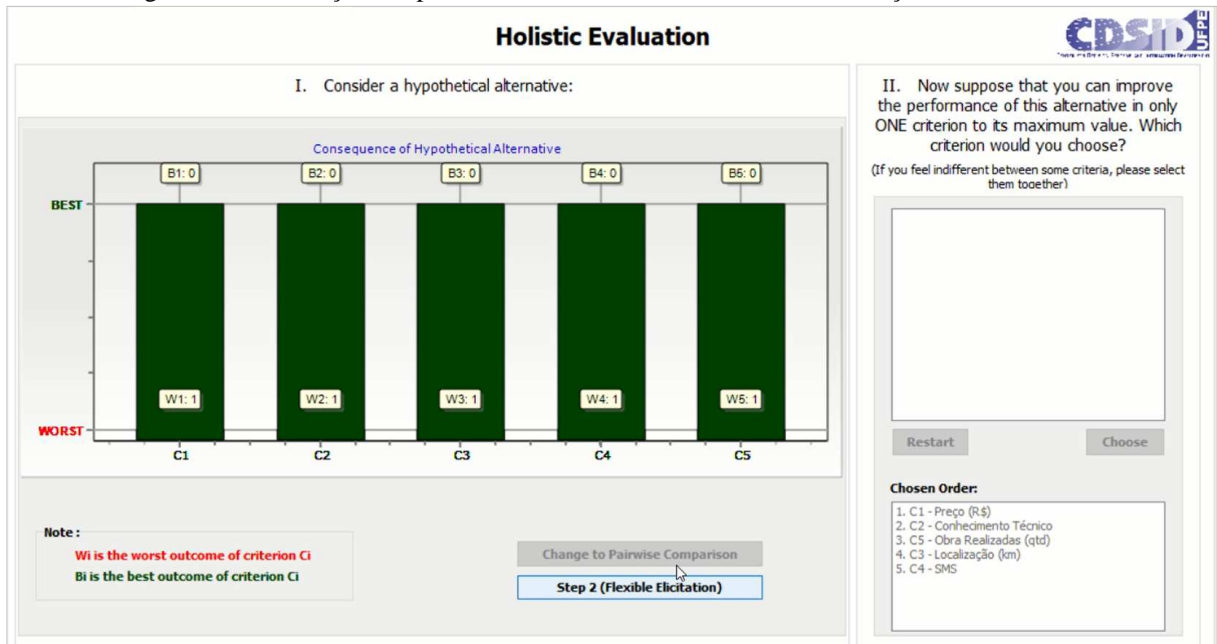 Holistic Evaluation
CDSID
UFPE
I. Consider a hypothetical alternative:
Consequence of Hypothetical Alternative
B1: 0
B2: 0
B3: 0
B4: 0
B5: 0
BEST
W1: 1
W2: 1
W3: 1
W4: 1
W5: 1
WORST
C1
C2
C3
C4
C5
Note :
Wi is the worst outcome of criterion Ci
Bi is the best outcome of criterion Ci
Change to Pairwise Comparison
Step 2 (Flexible Elicitation)
II. Now suppose that you can improve
the performance of this alternative in only
ONE criterion to its maximum value. Which
criterion would you choose?
(If you feel indifferent between some criteria, please select
them together)
Restart
Choose
Chosen Order:
1. C1 - Preço (R$)
2. C2 - Conhecimento Técnico
3. C5 - Obra Realizadas (qtd)
4. C3 - Localização (km)
5. C4 - SMS